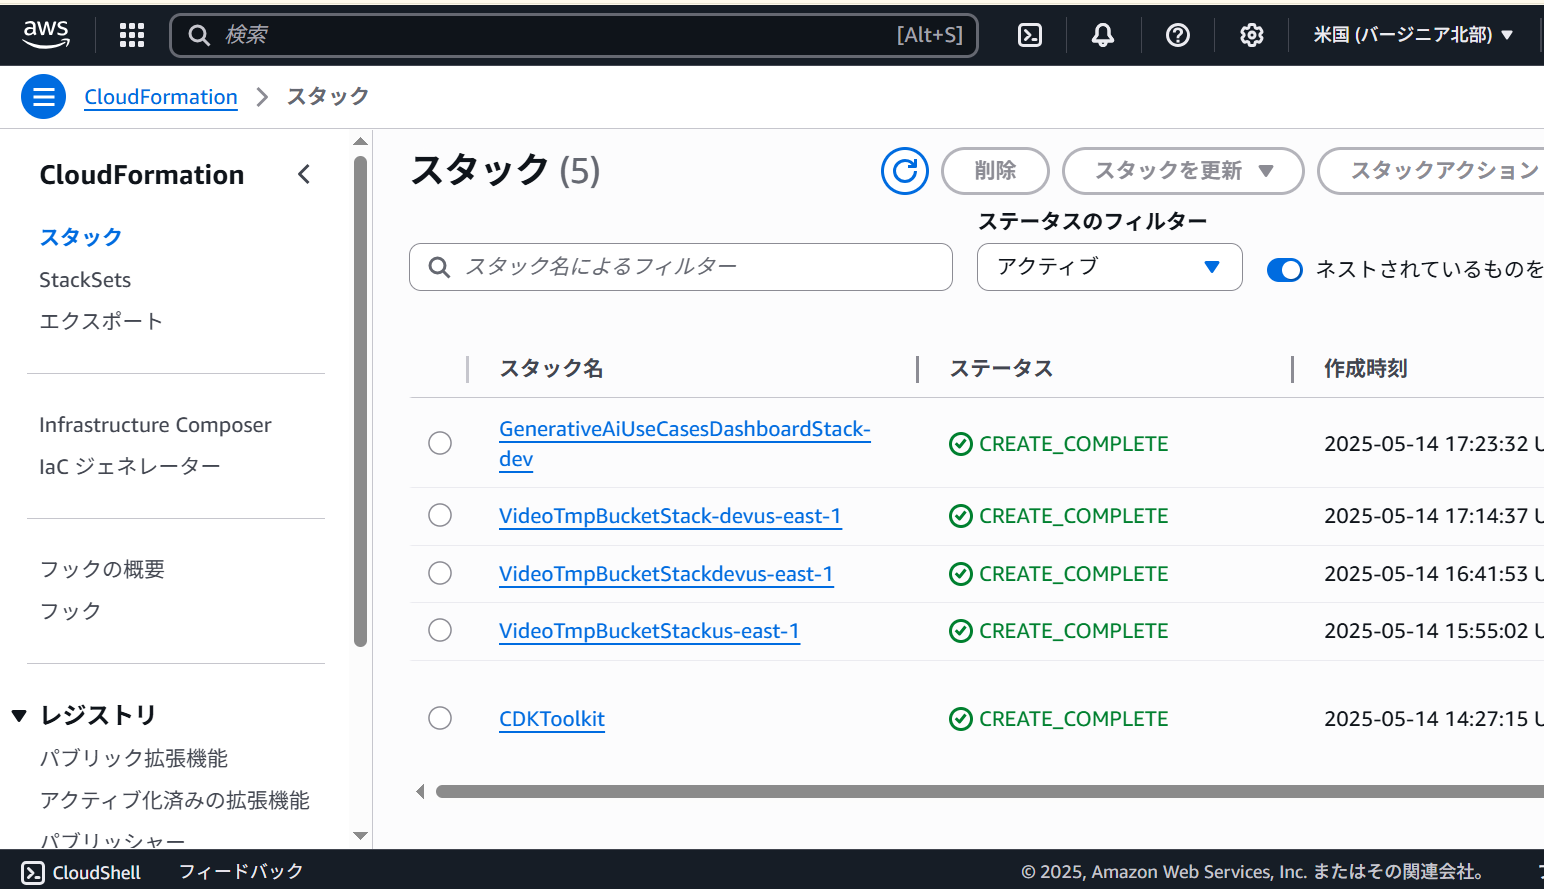 aws
検索
[Alt+S]
米国 (バージニア北部)
CloudFormation
スタック
CloudFormation
スタック
StackSets
エクスポート
Infrastructure Composer
IaC ジェネレーター
フックの概要
フック
レジストリ
パブリック拡張機能
アクティブ化済みの拡張機能
パブリッシャー
スタック (5)
削除
スタックを更新
スタックアクション
ステータスのフィルター
スタック名によるフィルター
アクティブ
ネストされているものを
スタック名
ステータス
作成時刻
GenerativeAiUseCasesDashboardStack-
dev
CREATE_COMPLETE
2025-05-14 17:23:32 U
VideoTmpBucketStack-devus-east-1
CREATE_COMPLETE
2025-05-14 17:14:37 U
VideoTmpBucketStackdevus-east-1
CREATE_COMPLETE
2025-05-14 16:41:53 U
VideoTmpBucketStackus-east-1
CREATE_COMPLETE
2025-05-14 15:55:02 U
CDKToolkit
CREATE_COMPLETE
2025-05-14 14:27:15 U
CloudShell
フィードバック
© 2025, Amazon Web Services, Inc. またはその関連会社。